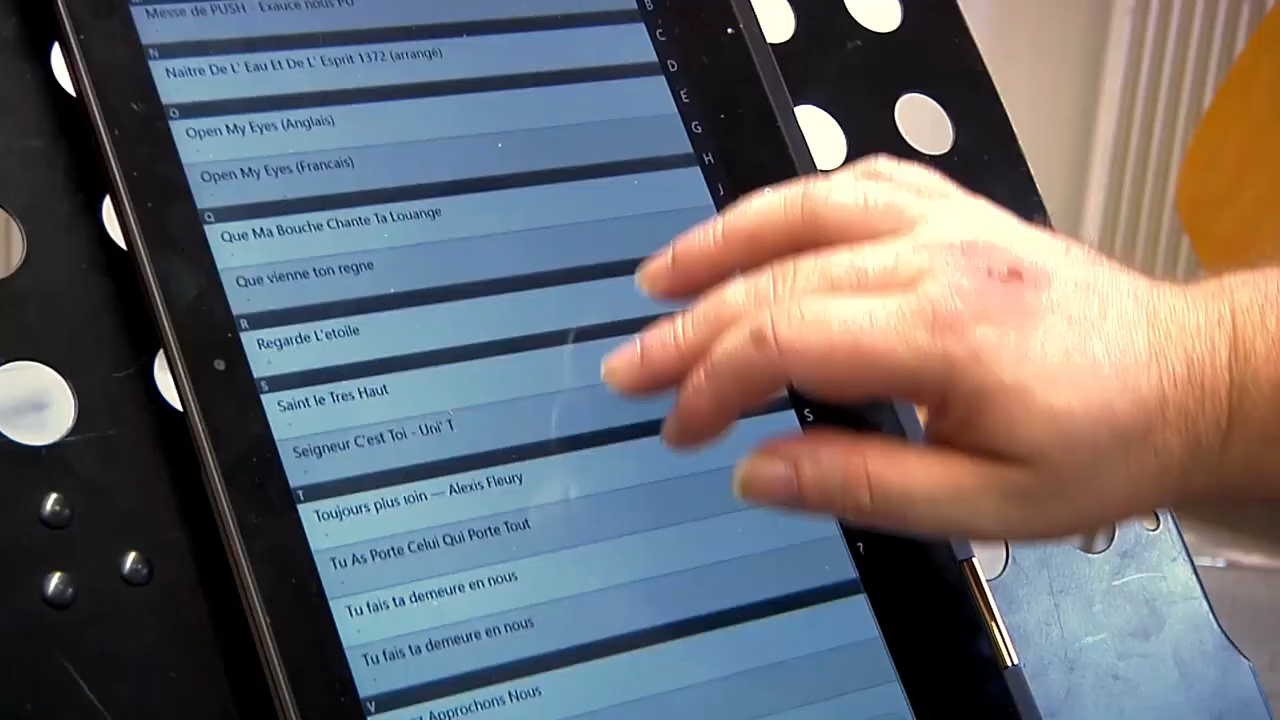 Messe de PUSH - Exauce nous
N
Naitre De L' Eau Et De L' Esprit 1372 (arrangé)
O
Open My Eyes (Anglais)
Open My Eyes (Francais)
Q
Que Ma Bouche Chante Ta Louange
Que vienne ton regne
R
Regarde L'etoile
S
Saint le Tres Haut
Seigneur C'est Toi - Uni' T
T
Toujours plus loin — Alexis Fleury
Tu As Porte Celui Qui Porte Tout
Tu fais ta demeure en nous
Tu fais ta demeure en nous
V
Approchons Nous
B
C
D
E
G
H
J
S
?